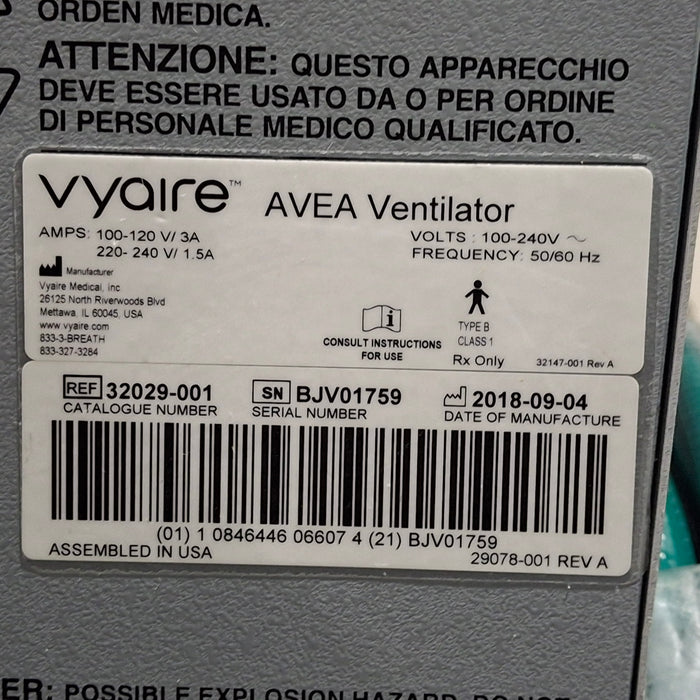 ORDEN MEDICA.
ATTENZIONE: QUESTO APPARECCHIO
DEVE ESSERE USATO DA O PER ORDINE
DI PERSONALE MEDICO QUALIFICATO.
vyaire™ AVEA Ventilator
AMPS: 100-120 V/ 3A
220- 240 V/ 1.5A
VOLTS : 100-240V ~
FREQUENCY: 50/60 Hz
Manufacturer
Vyaire Medical, inc
26125 North Riverwoods Blvd
Mettawa, IL 60045, USA
www.vyaire.com
833-3-BREATH
833-327-3284
i
CONSULT INSTRUCTIONS
FOR USE
TYPE B
CLASS 1
Rx Only
32147-001 Rev A
REF 32029-001
CATALOGUE NUMBER
SN BJV01759
SERIAL NUMBER
2018-09-04
DATE OF MANUFACTURE
(01) 1 0846446 06607 4 (21) BJV01759
ASSEMBLED IN USA
29078-001 REV A
ER: POSSIBLE EXPLOSION HAZARD. DO NOT